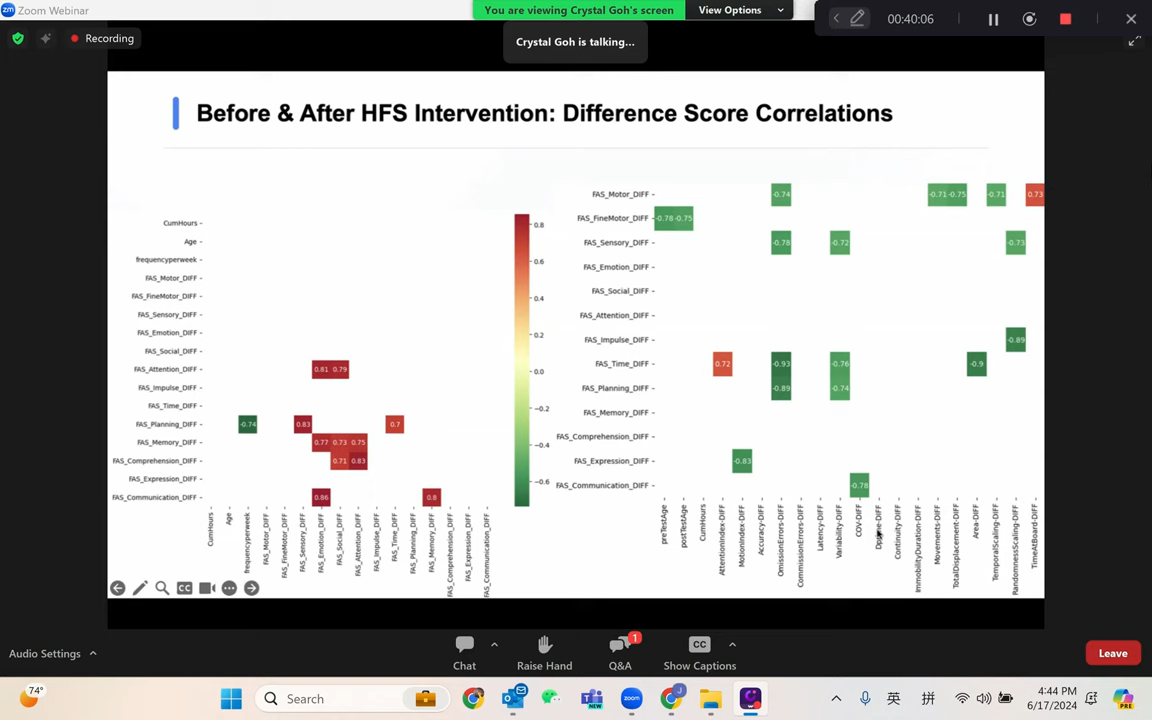 Zoom Webinar
You are viewing Crystal Goh's screen
View Options
00:40:06
Recording
Crystal Goh is talking...
Before & After HFS Intervention: Difference Score Correlations
CumHours
Age
frequencyperweek
FAS_Motor_DIFF
FAS_FineMotor_DIFF
FAS_Sensory_DIFF
FAS_Emotion_DIFF
FAS_Social_DIFF
FAS_Attention_DIFF
0.81 0.79
FAS_Impulse_DIFF
FAS_Time_DIFF
FAS_Planning_DIFF
-0.74 0.83 0.7
FAS_Memory_DIFF
0.77 0.73 0.75
FAS_Comprehension_DIFF
0.71 0.83
FAS_Expression_DIFF
FAS_Communication_DIFF
0.86 0.8
CumHours
Age
frequencyperweek
FAS_Motor_DIFF
FAS_FineMotor_DIFF
FAS_Sensory_DIFF
FAS_Emotion_DIFF
FAS_Social_DIFF
FAS_Attention_DIFF
FAS_Impulse_DIFF
FAS_Time_DIFF
FAS_Planning_DIFF
FAS_Memory_DIFF
FAS_Comprehension_DIFF
FAS_Expression_DIFF
FAS_Communication_DIFF
0.8
0.6
0.4
0.2
0.0
-0.2
-0.4
-0.6
FAS_Motor_DIFF
-0.74 -0.71 -0.75 -0.71 0.73
FAS_FineMotor_DIFF
-0.78 -0.75
FAS_Sensory_DIFF
-0.78 -0.72 -0.73
FAS_Emotion_DIFF
FAS_Social_DIFF
FAS_Attention_DIFF
FAS_Impulse_DIFF
-0.89
FAS_Time_DIFF
0.72 -0.93 -0.76 -0.9
FAS_Planning_DIFF
-0.89 -0.74
FAS_Memory_DIFF
FAS_Comprehension_DIFF
FAS_Expression_DIFF
-0.83
FAS_Communication_DIFF
-0.78
preTestAge
postTestAge
CumHours
AttentionIndex-DIFF
MotionIndex-DIFF
Accuracy-DIFF
OmissionErrors-DIFF
CommissionErrors-DIFF
Latency-DIFF
Variability-DIFF
COV-DIFF
Continuity-DIFF
ImmobilityDuration-DIFF
Movements-DIFF
TotalDisplacement-DIFF
Area-DIFF
TemporalScaling-DIFF
RandomnessScaling-DIFF
TimeAtBoard-DIFF
CC
Audio Settings
Chat
Raise Hand
1
Q&A
Show Captions
Leave
74°
Search
英
拼
4:44 PM
6/17/2024
PRE